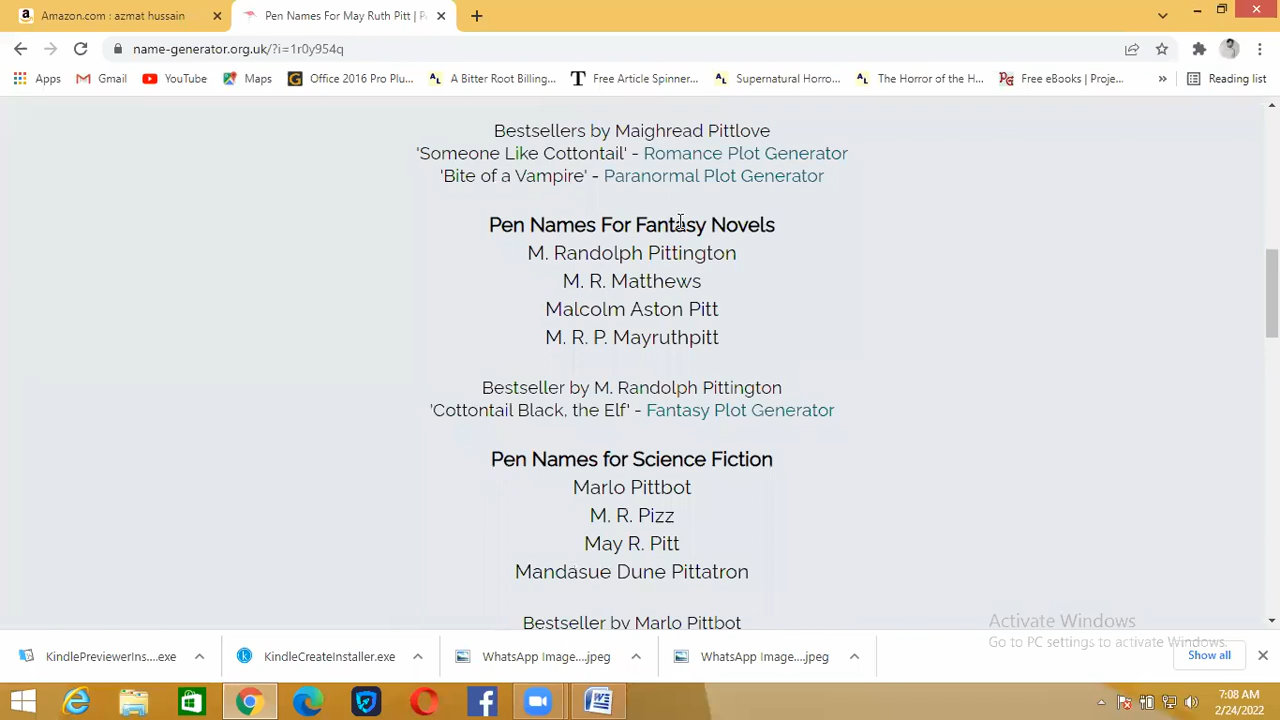 Amazon.com : azmat hussain
Pen Names For May Ruth Pitt | P
name-generator.org.uk/?i=1r0y954q
Apps
Gmail
YouTube
Maps
Office 2016 Pro Plu...
A Bitter Root Billing...
Free Article Spinner...
Supernatural Horro...
The Horror of the H...
Free eBooks | Proje...
»
Reading list
Bestsellers by Maighread Pittlove
'Someone Like Cottontail' - Romance Plot Generator
'Bite of a Vampire' - Paranormal Plot Generator
Pen Names For Fantasy Novels
M. Randolph Pittington
M. R. Matthews
Malcolm Aston Pitt
M. R. P. Mayruthpitt
Bestseller by M. Randolph Pittington
'Cottontail Black, the Elf' - Fantasy Plot Generator
Pen Names for Science Fiction
Marlo Pittbot
M. R. Pizz
May R. Pitt
Mandasue Dune Pittatron
Bestseller by Marlo Pittbot
Activate Windows
Go to PC settings to activate Windows.
KindlePreviewerIns....exe
KindleCreateInstaller.exe
WhatsApp Image....jpeg
WhatsApp Image....jpeg
Show all
7:08 AM
2/24/2022